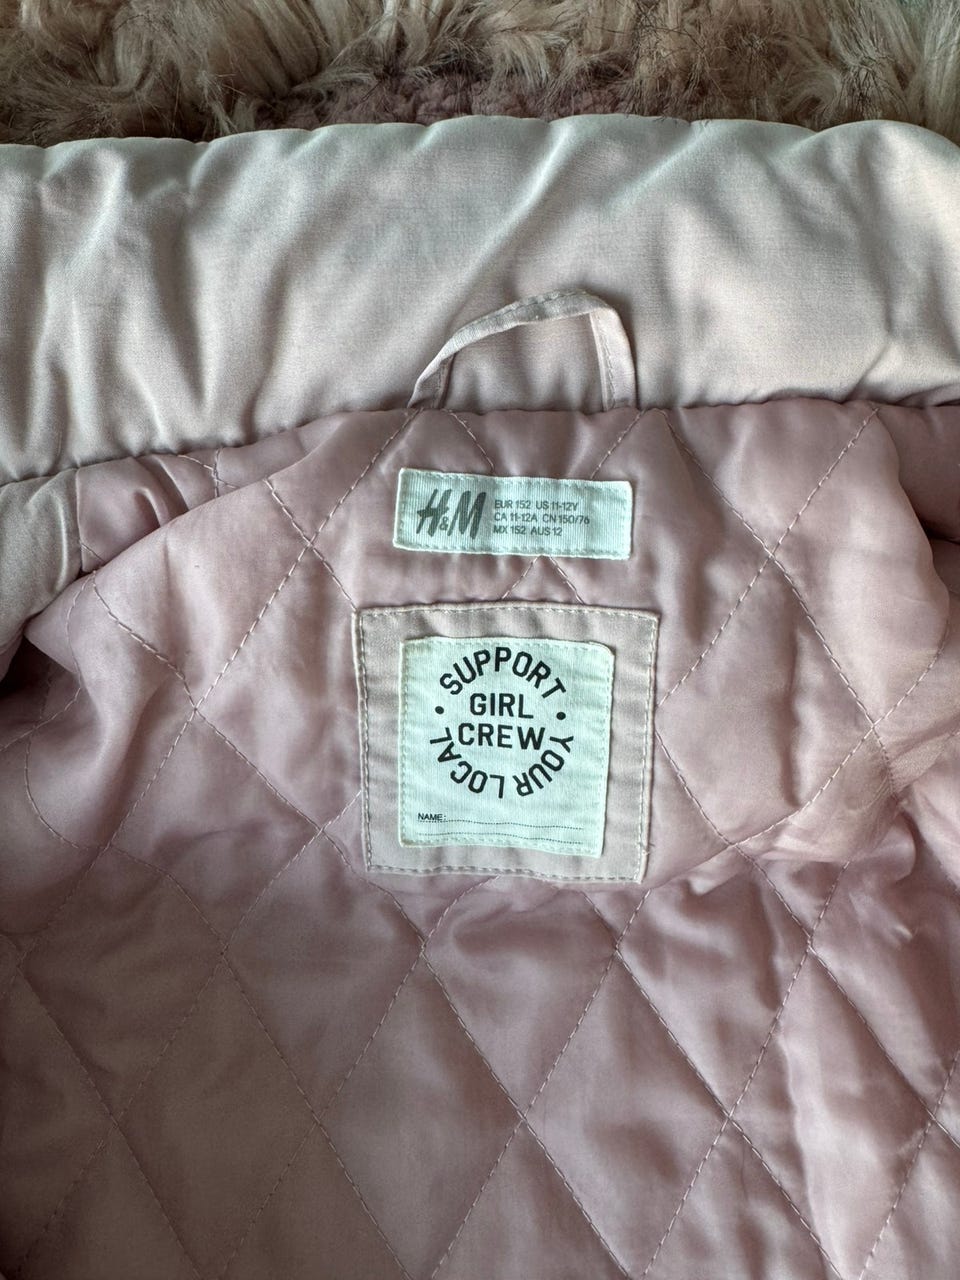 H&M
EUR 152 US 11-12Y
CA 11-12A CN 150/76
MX 152 AUS 12
SUPPORT
GIRL
CREW
YOUR LOCAL
NAME: